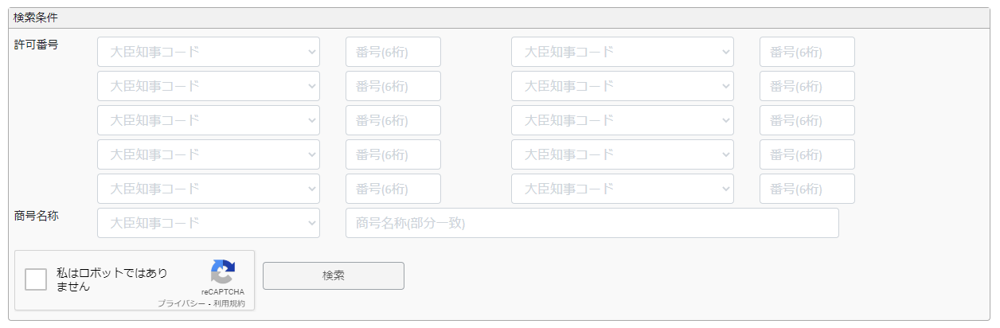 検索条件
許可番号 大臣知事コード 番号(6桁) 大臣知事コード 番号(6桁)
大臣知事コード 番号(6桁) 大臣知事コード 番号(6桁)
大臣知事コード 番号(6桁) 大臣知事コード 番号(6桁)
大臣知事コード 番号(6桁) 大臣知事コード 番号(6桁)
大臣知事コード 番号(6桁) 大臣知事コード 番号(6桁)
商号名称 大臣知事コード 商号名称(部分一致)
私はロボットではあり
ません
reCAPTCHA
プライバシー - 利用規約
検索